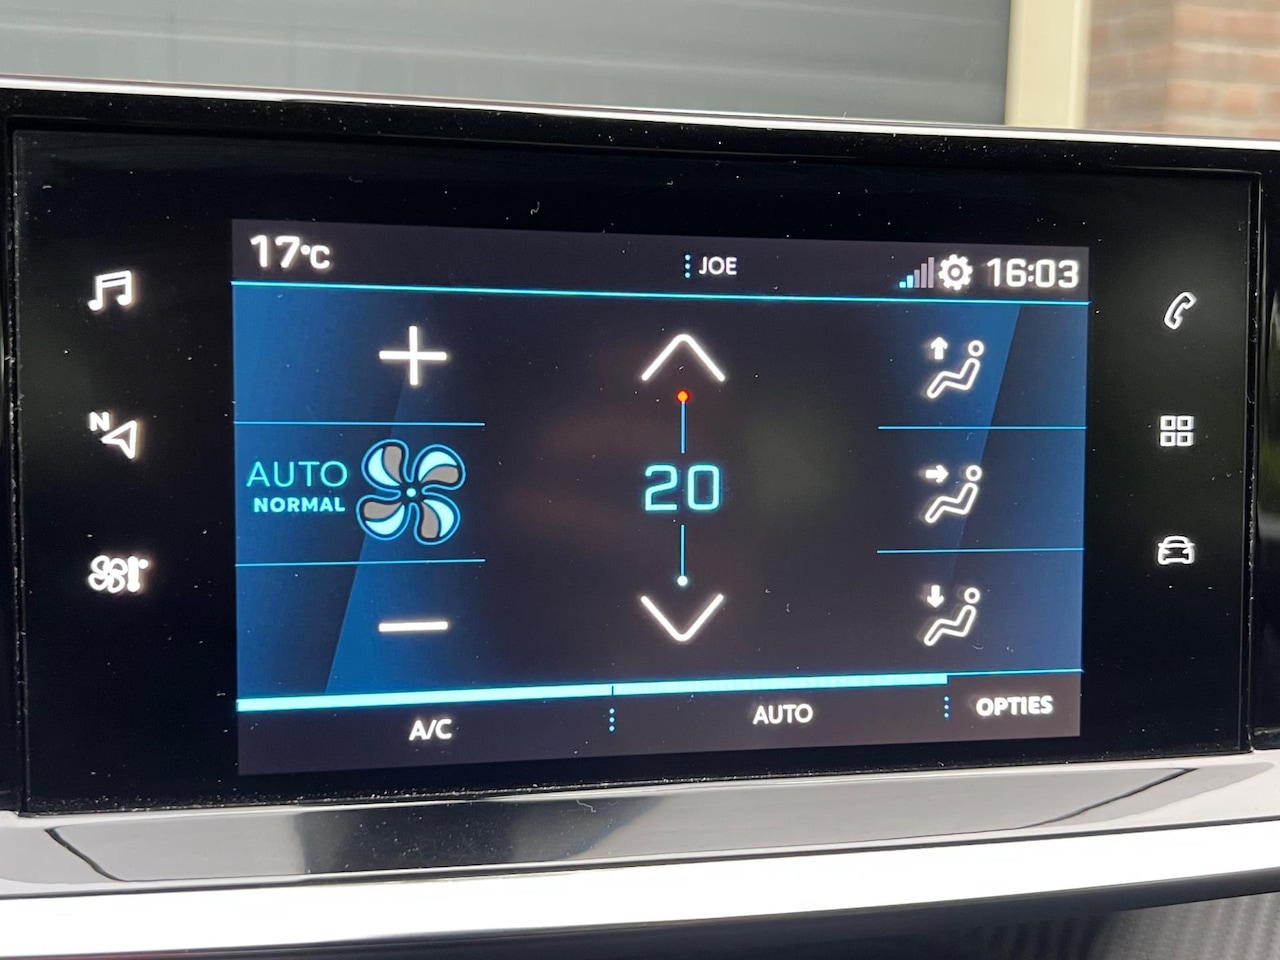 17°C
JOE
16:03
N
AUTO
NORMAL
20
A/C
AUTO
OPTIES